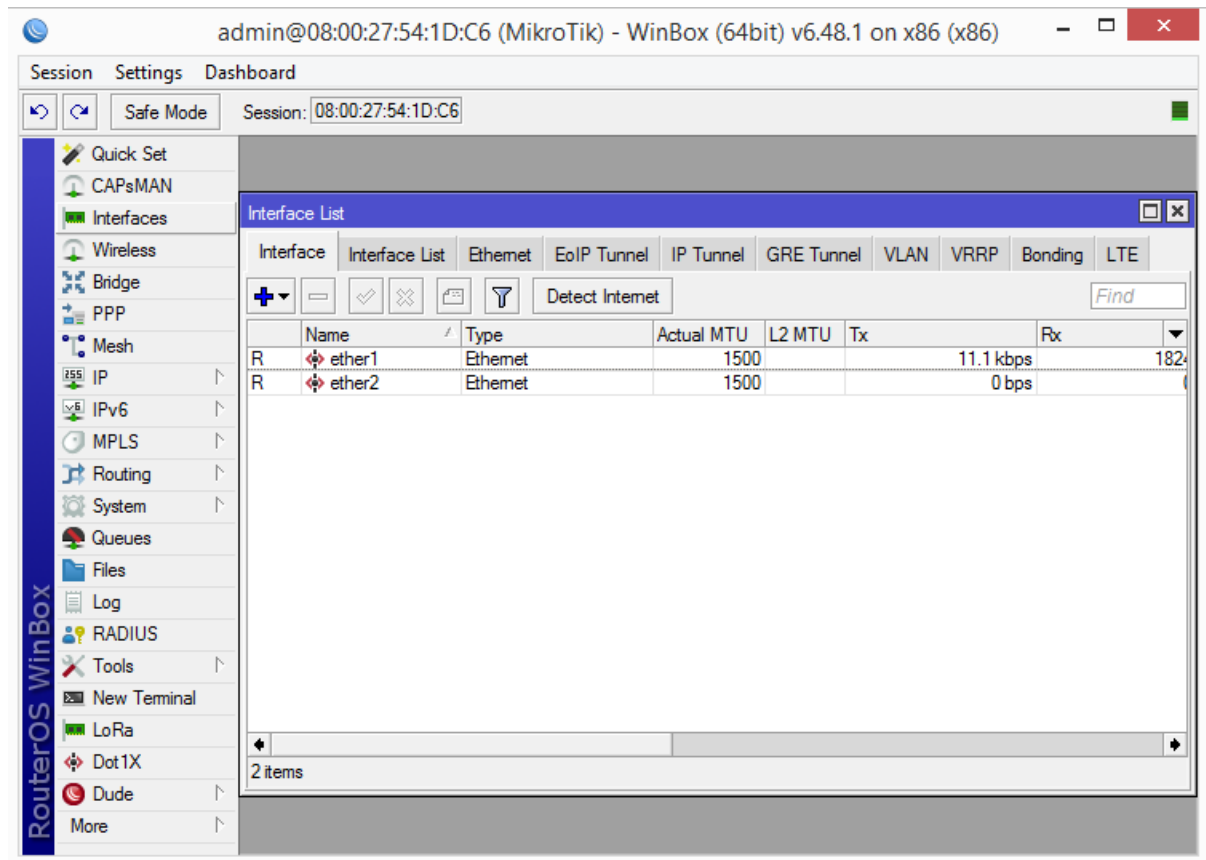 admin@08:00:27:54:1D:C6 (MikroTik) - WinBox (64bit) v6.48.1 on x86 (x86)
Session Settings Dashboard
Safe Mode Session: 08:00:27:54:1D:C6
Quick Set
CAPsMAN
Interfaces
Wireless
Bridge
PPP
Mesh
IP
IPv6
MPLS
Routing
System
Queues
Files
Log
RADIUS
Tools
New Terminal
LoRa
Dot1X
Dude
More
RouterOS WinBox
Interface List
Interface Interface List Ethernet EoIP Tunnel IP Tunnel GRE Tunnel VLAN VRRP Bonding LTE
Detect Internet Find
Name Type Actual MTU L2 MTU Tx Rx
R ether1 Ethernet 1500 11.1 kbps 1824
R ether2 Ethernet 1500 0 bps
2 items